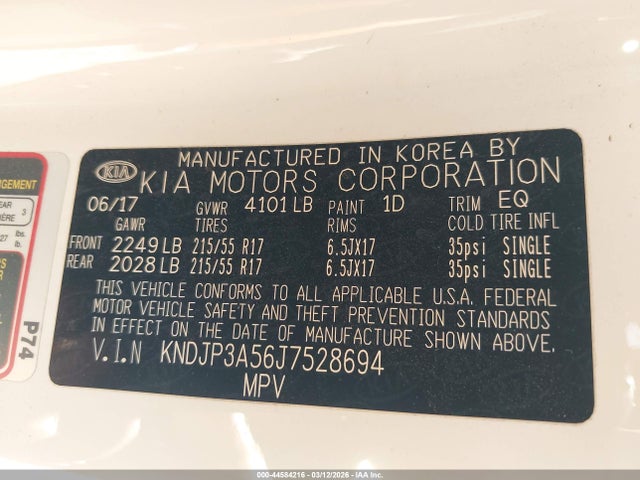 MANUFACTURED IN KOREA BY
KIA KIA MOTORS CORPORATION
06/17 GVWR 4101 LB PAINT 1D TRIM EQ
GAWR TIRES RIMS COLD TIRE INFL
FRONT 2249 LB 215/55 R17 6.5JX17 35psi SINGLE
REAR 2028 LB 215/55 R17 6.5JX17 35psi SINGLE
THIS VEHICLE CONFORMS TO ALL APPLICABLE U.S.A. FEDERAL
MOTOR VEHICLE SAFETY AND THEFT PREVENTION STANDARDS
IN EFFECT ON THE DATE OF MANUFACTURE SHOWN ABOVE.
V.I.N KNDJP3A56J7528694
MPV
P74
000-44584216 - 03/12/2026 - IAA Inc.